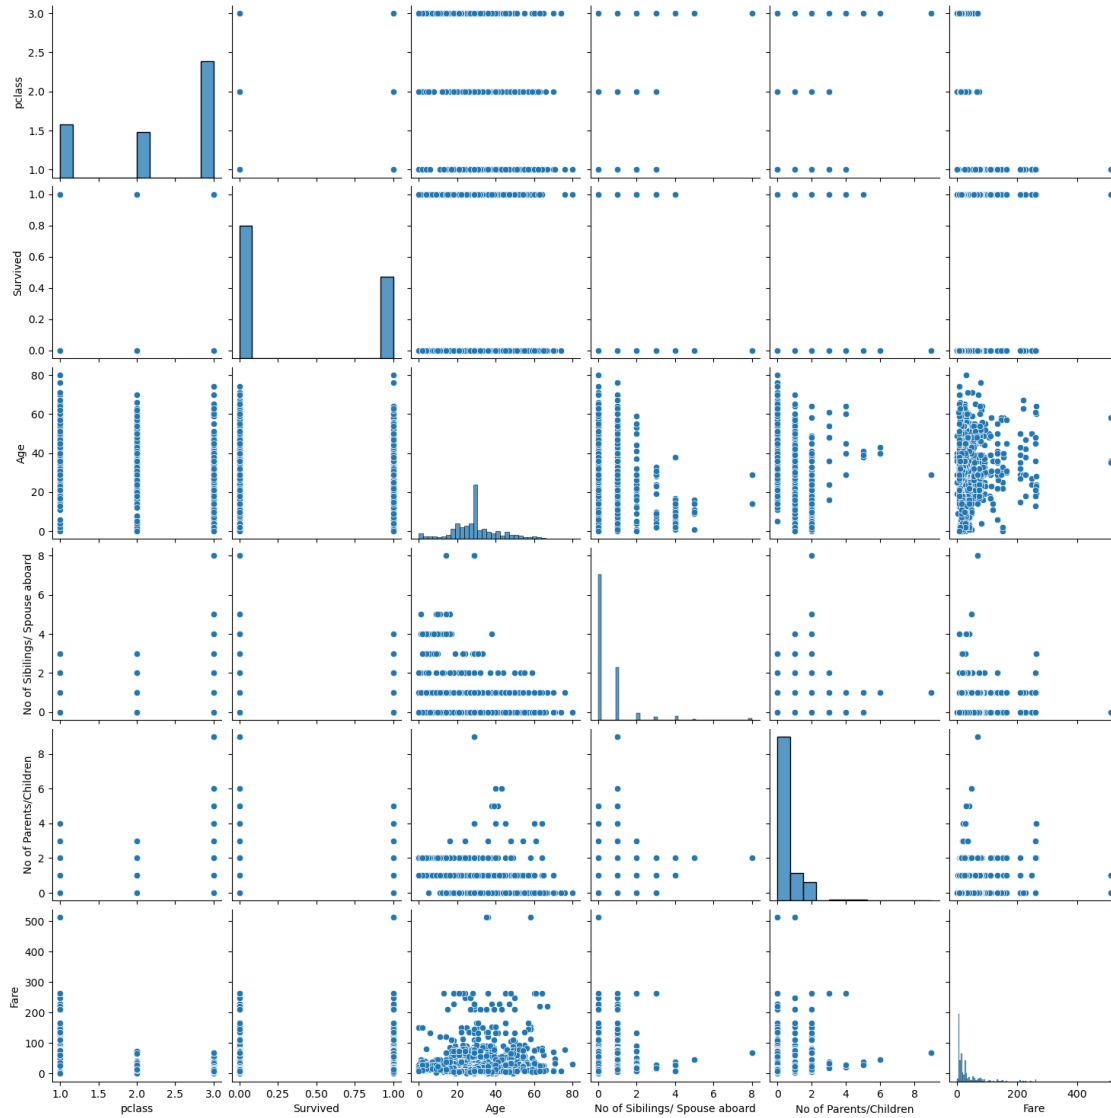 3.0
2.5
2.0
1.5
1.0
pclass
1.0
0.8
0.6
0.4
0.2
0.0
Survived
80
60
40
20
0
Age
8
6
4
2
0
No of Sibilings/ Spouse aboard
8
6
4
2
0
No of Parents/Children
500
400
300
200
100
0
Fare
1.0 1.5 2.0 2.5 3.0
pclass
0.00 0.25 0.50 0.75 1.00
Survived
0 20 40 60 80
Age
0 2 4 6 8
No of Sibilings/ Spouse aboard
0 2 4 6 8
No of Parents/Children
0 200 400
Fare